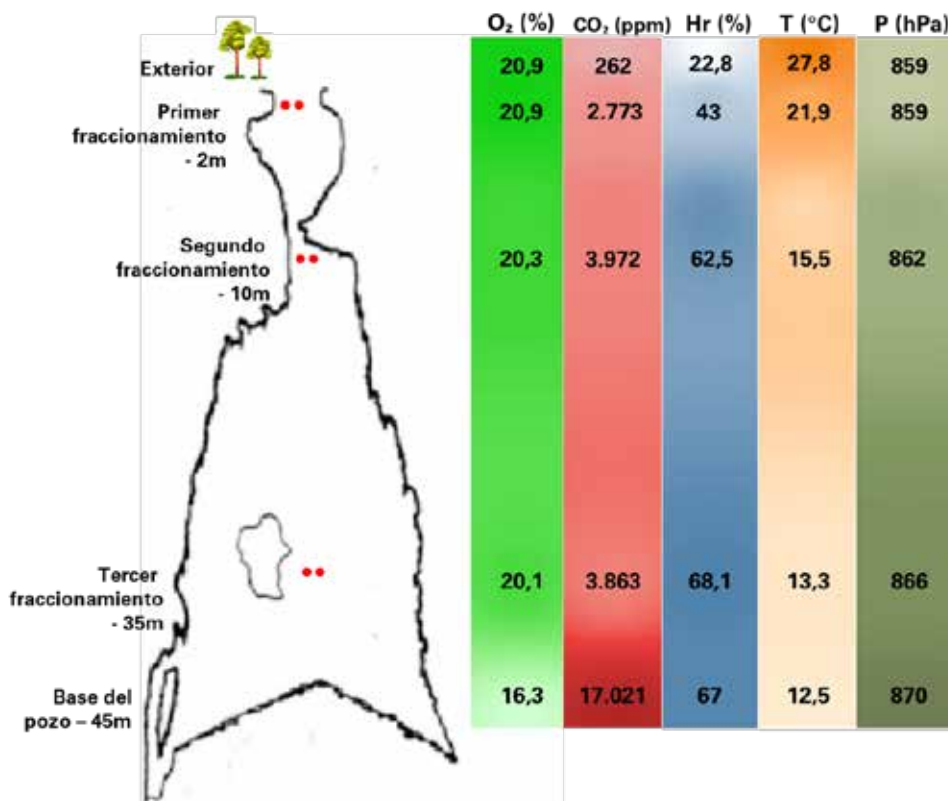 O₂ (%) CO₂ (ppm) Hr (%) T (°C) P (hPa)
Exterior 20,9 262 22,8 27,8 859
Primer
fraccionamiento
- 2m
20,9 2.773 43 21,9 859
Segundo
fraccionamiento
- 10m
20,3 3.972 62,5 15,5 862
Tercer
fraccionamiento
- 35m
20,1 3.863 68,1 13,3 866
Base del
pozo – 45m
16,3 17.021 67 12,5 870